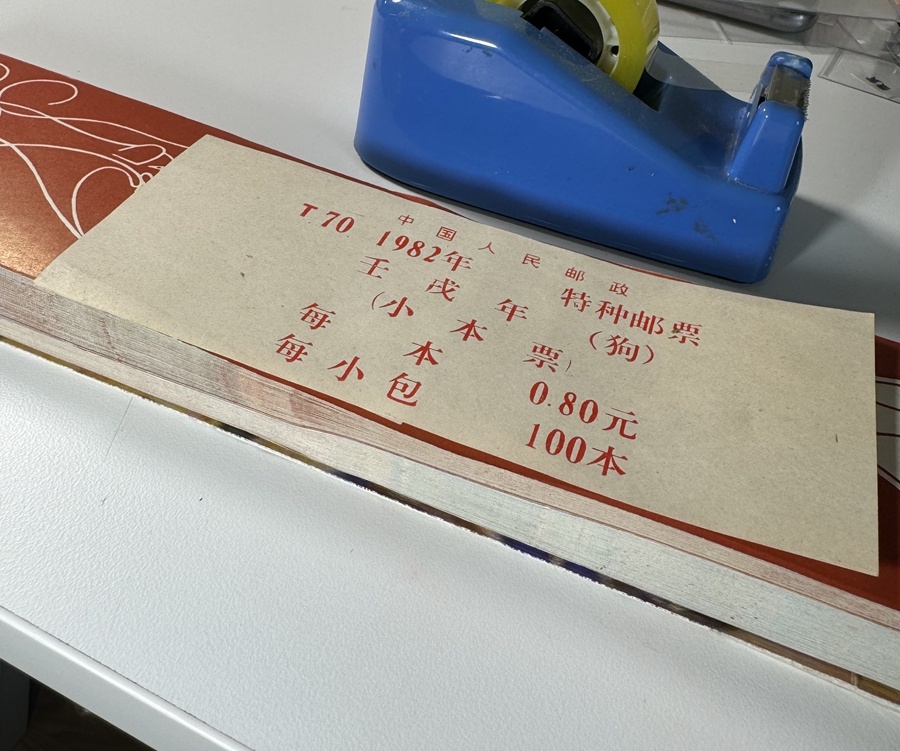 中国人民邮政
T.70 1982年 特种邮票
壬戌年(狗)
(小本票)
每本 0.80元
每小包 100本